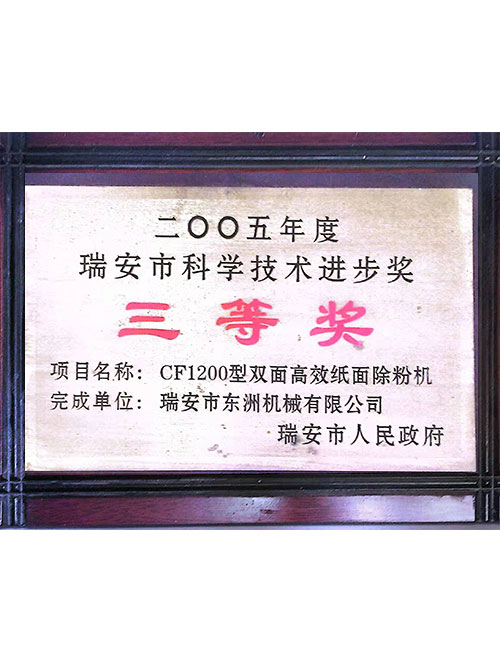 二〇〇五年度
瑞安市科学技术进步奖
三等奖
项目名称：CF1200型双面高效纸面除粉机
完成单位：瑞安市东洲机械有限公司
瑞安市人民政府